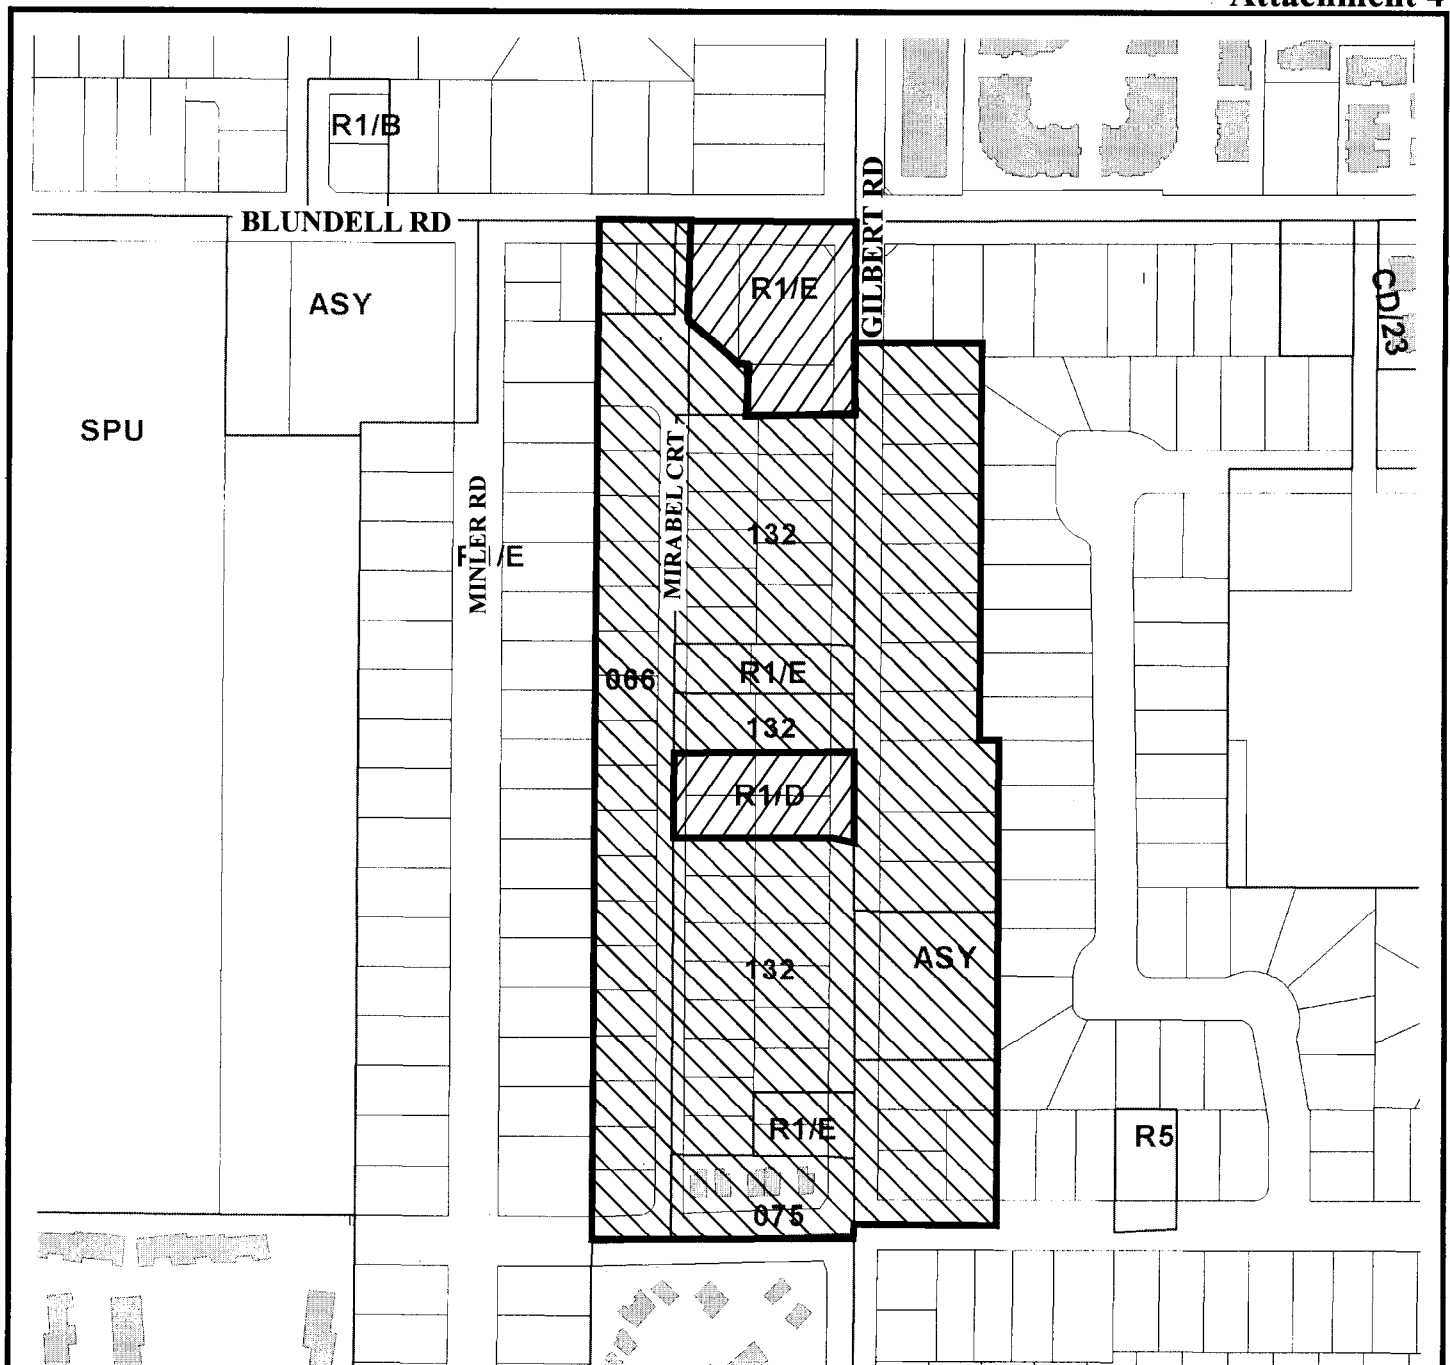 Attachment 4
R1/B
BLUNDELL RD
GILBERT RD
R1/E
ASY
CD/23
SPU
MIRABEL CRT
MINLER RD
132
/E
066
R1/E
132
R1/D
132
ASY
R1/E
R5
075